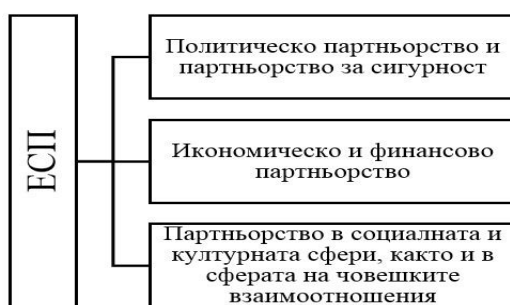 ЕСП
Политическо партньорство и
партньорство за сигурност
Икономическо и финансово
партньорство
Партньорство в социалната и
културната сфери, както и в
сферата на човешките
взаимоотношения